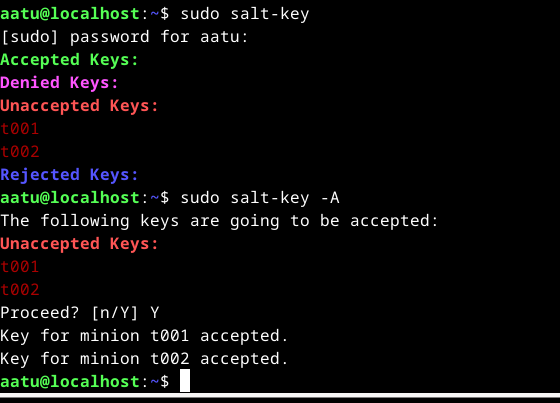 aatu@localhost:~$ sudo salt-key
[sudo] password for aatu:
Accepted Keys:
Denied Keys:
Unaccepted Keys:
t001
t002
Rejected Keys:
aatu@localhost:~$ sudo salt-key -A
The following keys are going to be accepted:
Unaccepted Keys:
t001
t002
Proceed? [n/Y] Y
Key for minion t001 accepted.
Key for minion t002 accepted.
aatu@localhost:~$